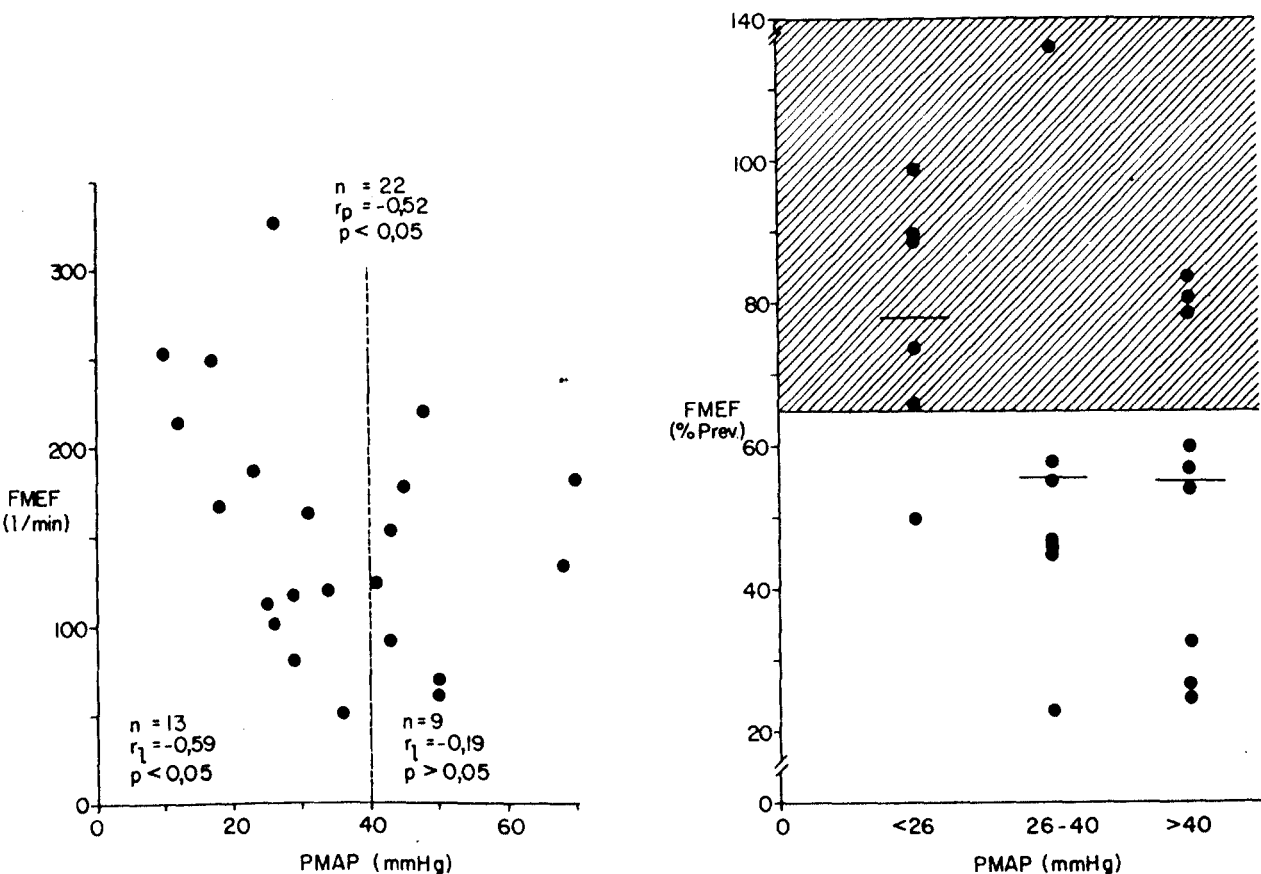 n = 22
rp = -0,52
p < 0,05
300
200
100
0
FMEF
(l/min)
n = 13
rl = -0,59
p < 0,05
n = 9
rl = -0,19
p > 0,05
0
20
40
60
PMAP (mmHg)
140
100
80
60
40
20
0
FMEF
(% Prev.)
0
<26
26-40
>40
PMAP (mmHg)